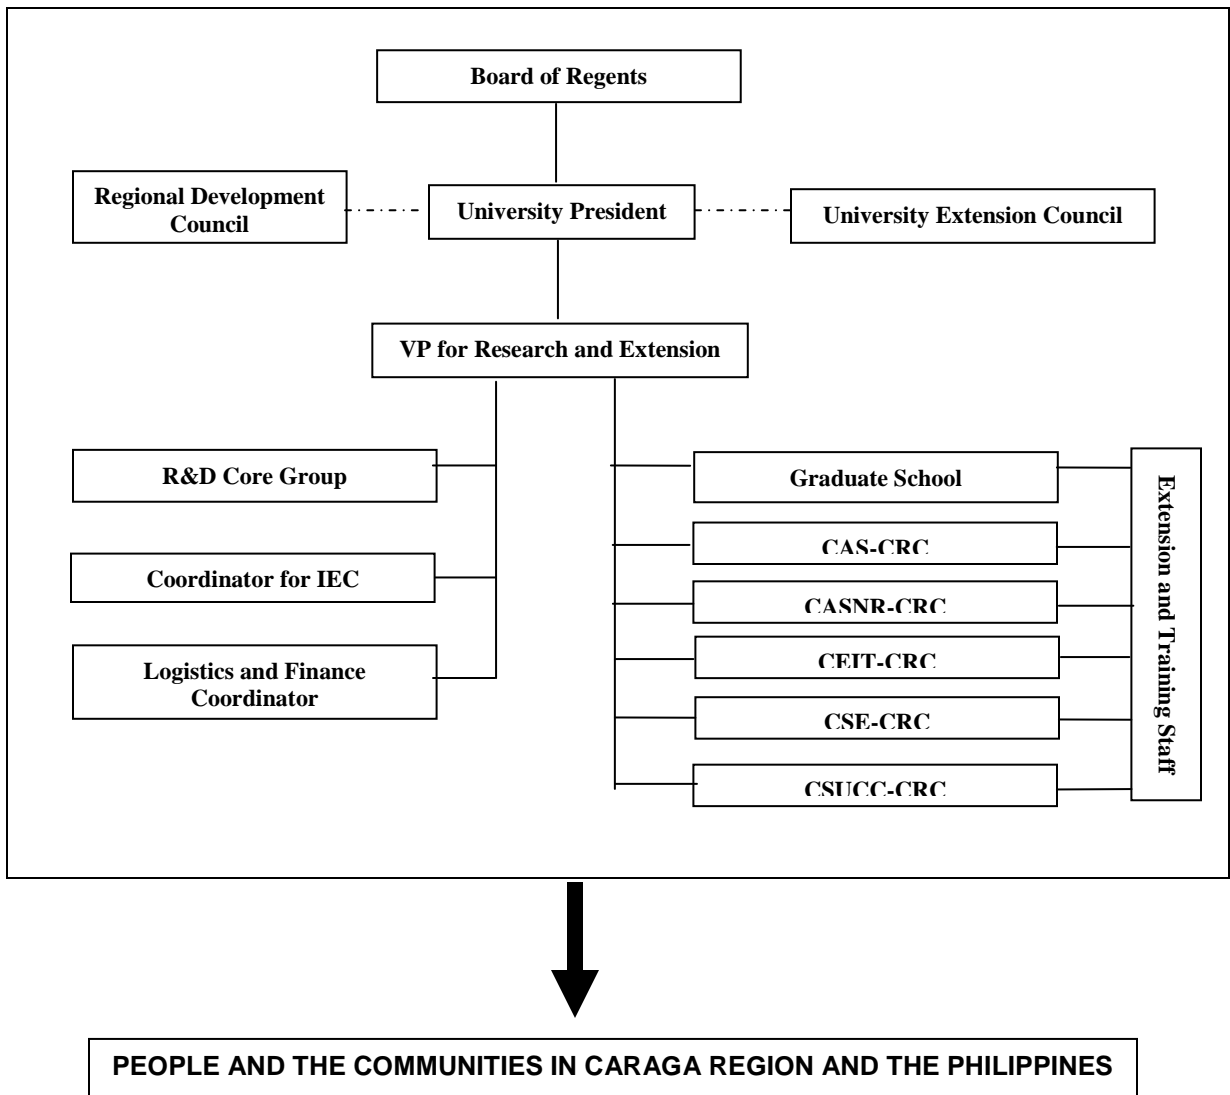 Board of Regents
Regional Development
Council
University President
University Extension Council
VP for Research and Extension
R&D Core Group
Coordinator for IEC
Logistics and Finance
Coordinator
Graduate School
CAS-CRC
CASNR-CRC
CEIT-CRC
CSE-CRC
CSUCC-CRC
Extension and Training Staff
PEOPLE AND THE COMMUNITIES IN CARAGA REGION AND THE PHILIPPINES